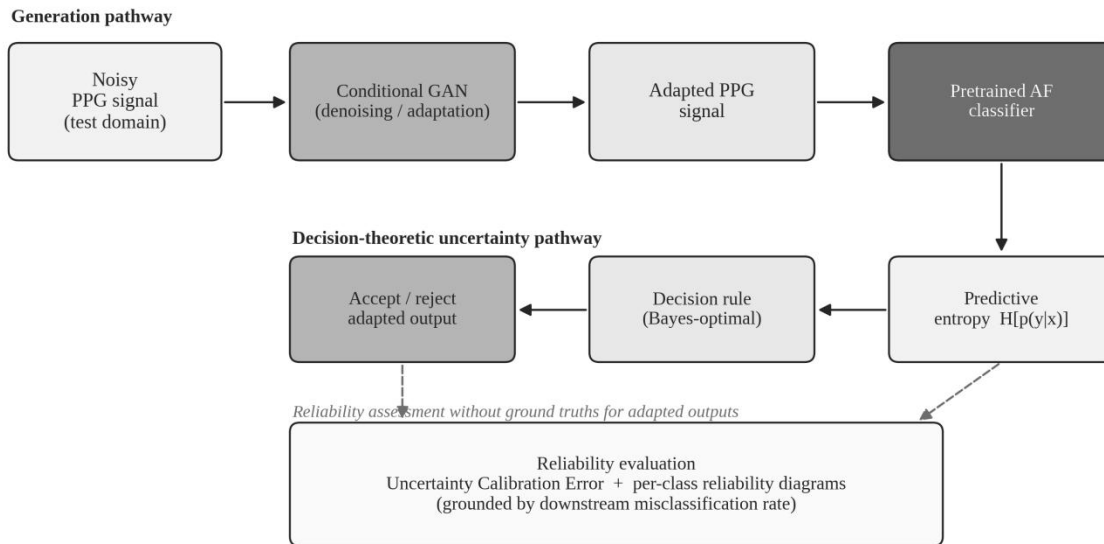 Generation pathway
Noisy
PPG signal
(test domain)
Conditional GAN
(denoising / adaptation)
Adapted PPG
signal
Pretrained AF
classifier
Decision-theoretic uncertainty pathway
Accept / reject
adapted output
Decision rule
(Bayes-optimal)
Predictive
entropy H[p(y|x)]
Reliability assessment without ground truths for adapted outputs
Reliability evaluation
Uncertainty Calibration Error + per-class reliability diagrams
(grounded by downstream misclassification rate)